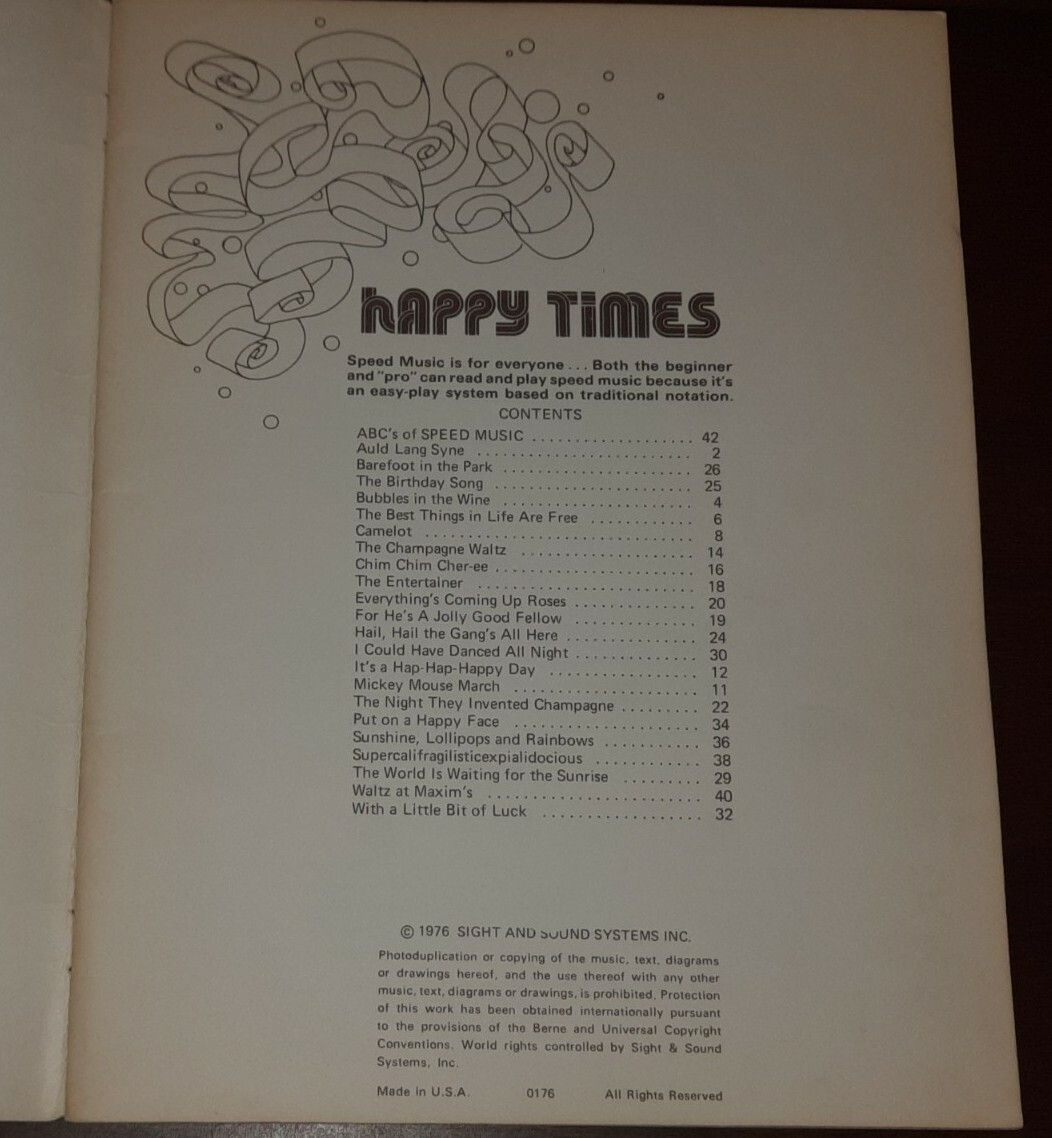 hAPPY TiMES
Speed Music is for everyone . . . Both the beginner
and "pro" can read and play speed music because it's
an easy-play system based on traditional notation.
CONTENTS
ABC's of SPEED MUSIC . . . . . . . . . . . . . . . . . . . 42
Auld Lang Syne . . . . . . . . . . . . . . . . . . . . . . . . . 2
Barefoot in the Park . . . . . . . . . . . . . . . . . . . . . . 26
The Birthday Song . . . . . . . . . . . . . . . . . . . . . . . 25
Bubbles in the Wine . . . . . . . . . . . . . . . . . . . . . . 4
The Best Things in Life Are Free . . . . . . . . . . . . 6
Camelot . . . . . . . . . . . . . . . . . . . . . . . . . . . . . . . 8
The Champagne Waltz . . . . . . . . . . . . . . . . . . . . 14
Chim Chim Cher-ee . . . . . . . . . . . . . . . . . . . . . . . 16
The Entertainer . . . . . . . . . . . . . . . . . . . . . . . . . 18
Everything's Coming Up Roses . . . . . . . . . . . . . . 20
For He's A Jolly Good Fellow . . . . . . . . . . . . . . 19
Hail, Hail the Gang's All Here . . . . . . . . . . . . . . . 24
I Could Have Danced All Night . . . . . . . . . . . . . . 30
It's a Hap-Hap-Happy Day . . . . . . . . . . . . . . . . . 12
Mickey Mouse March . . . . . . . . . . . . . . . . . . . . . 11
The Night They Invented Champagne . . . . . . . . . 22
Put on a Happy Face . . . . . . . . . . . . . . . . . . . . . 34
Sunshine, Lollipops and Rainbows . . . . . . . . . . . 36
Supercalifragilisticexpialidocious . . . . . . . . . . . . 38
The World Is Waiting for the Sunrise . . . . . . . . . 29
Waltz at Maxim's . . . . . . . . . . . . . . . . . . . . . . . . . 40
With a Little Bit of Luck . . . . . . . . . . . . . . . . . . 32
© 1976 SIGHT AND SOUND SYSTEMS INC.
Photoduplication or copying of the music, text, diagrams
or drawings hereof, and the use thereof with any other
music, text, diagrams or drawings, is prohibited. Protection
of this work has been obtained internationally pursuant
to the provisions of the Berne and Universal Copyright
Conventions. World rights controlled by Sight & Sound
Systems, Inc.
Made in U.S.A. 0176 All Rights Reserved